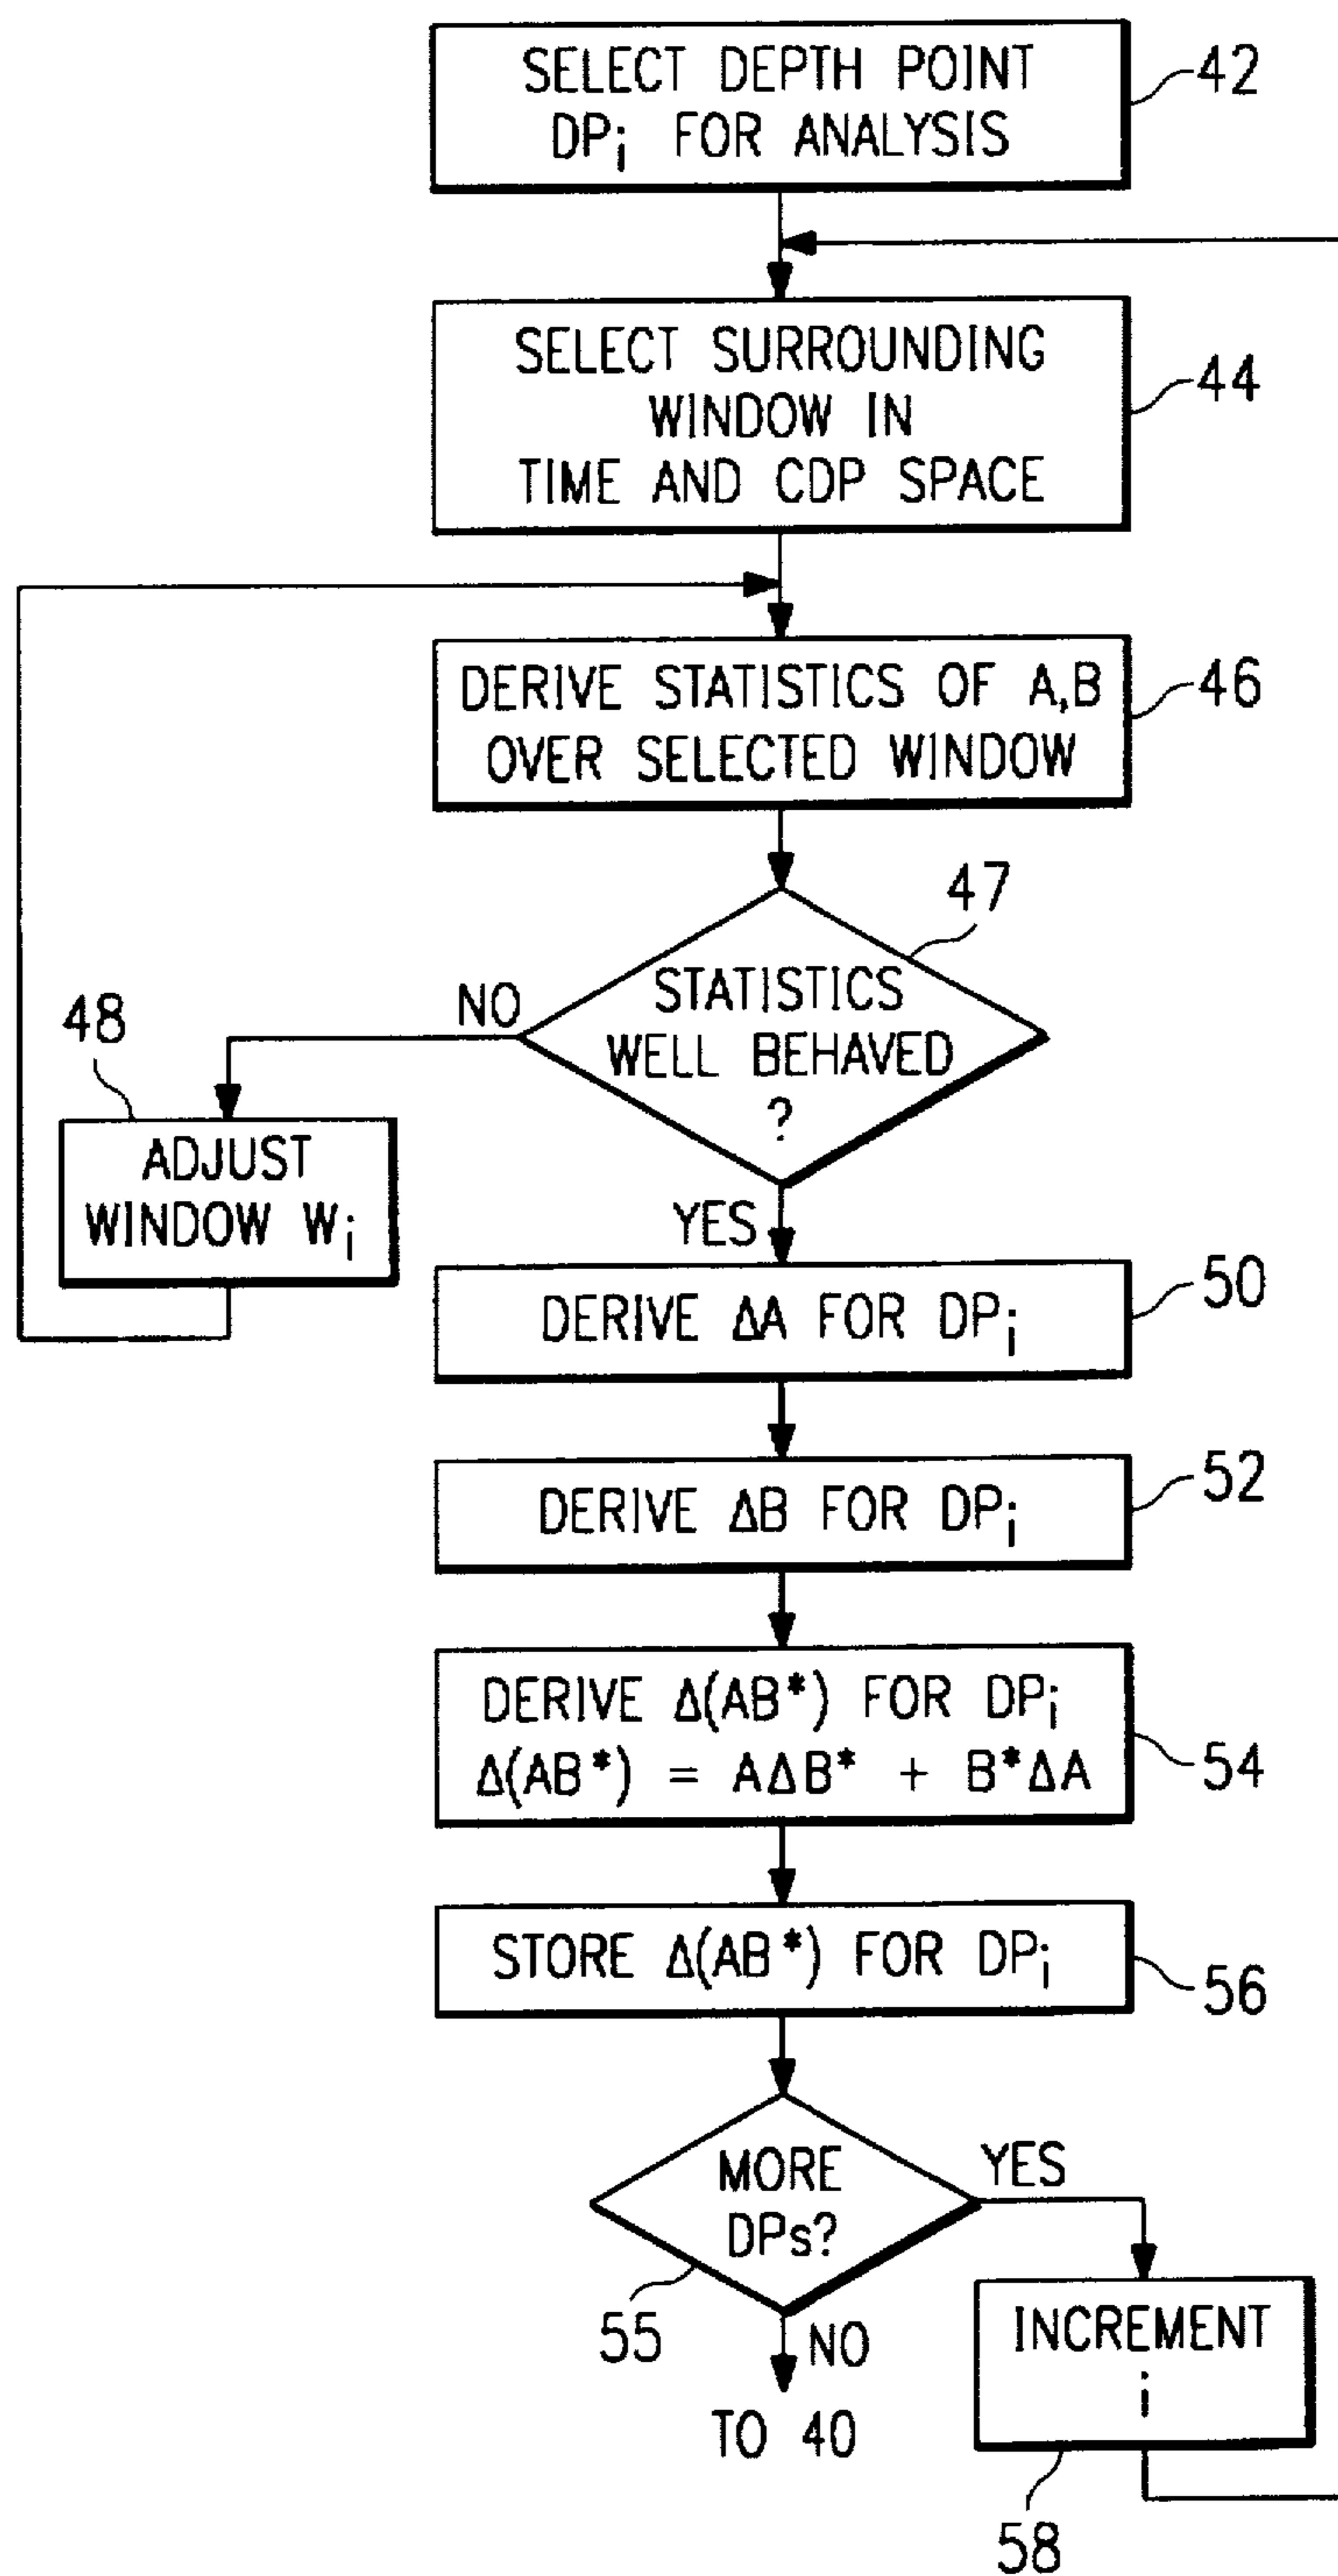 SELECT DEPTH POINT
DPi FOR ANALYSIS
42
SELECT SURROUNDING
WINDOW IN
TIME AND CDP SPACE
44
DERIVE STATISTICS OF A,B
OVER SELECTED WINDOW
46
47
STATISTICS
WELL BEHAVED
?
NO
48
ADJUST
WINDOW Wi
YES
DERIVE ΔA FOR DPi
50
DERIVE ΔB FOR DPi
52
DERIVE Δ(AB*) FOR DPi
Δ(AB*) = AΔB* + B*ΔA
54
STORE Δ(AB*) FOR DPi
56
MORE
DPs?
YES
55
NO
TO 40
INCREMENT
i
58